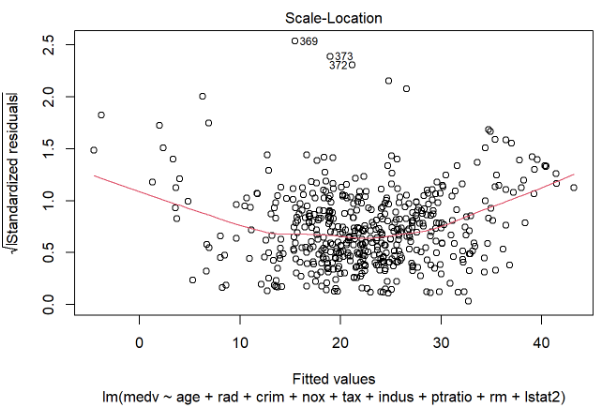 Scale-Location
√|Standardized residuals|
2.5
2.0
1.5
1.0
0.5
0.0
369
373
372
0 10 20 30 40
Fitted values
lm(medv ~ age + rad + crim + nox + tax + indus + ptratio + rm + lstat2)